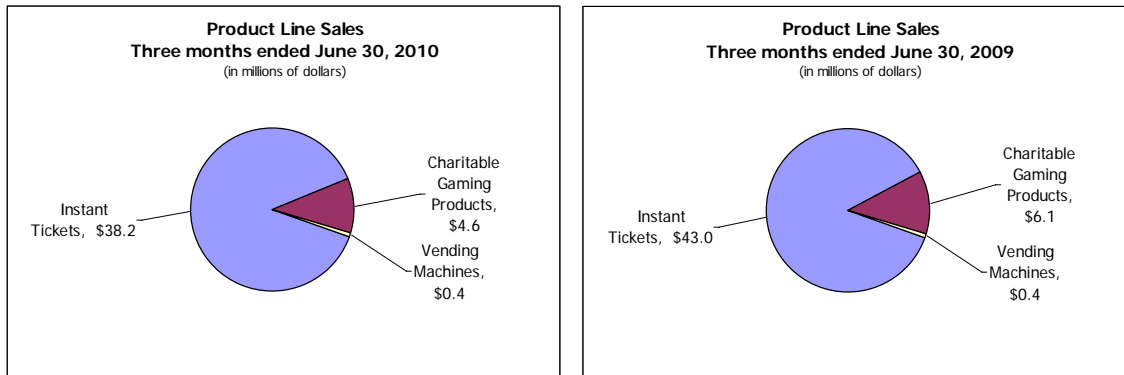 Product Line Sales
Three months ended June 30, 2010
(in millions of dollars)
Instant
Tickets, $38.2
Charitable
Gaming
Products,
$4.6
Vending
Machines,
$0.4
Product Line Sales
Three months ended June 30, 2009
(in millions of dollars)
Instant
Tickets, $43.0
Charitable
Gaming
Products,
$6.1
Vending
Machines,
$0.4